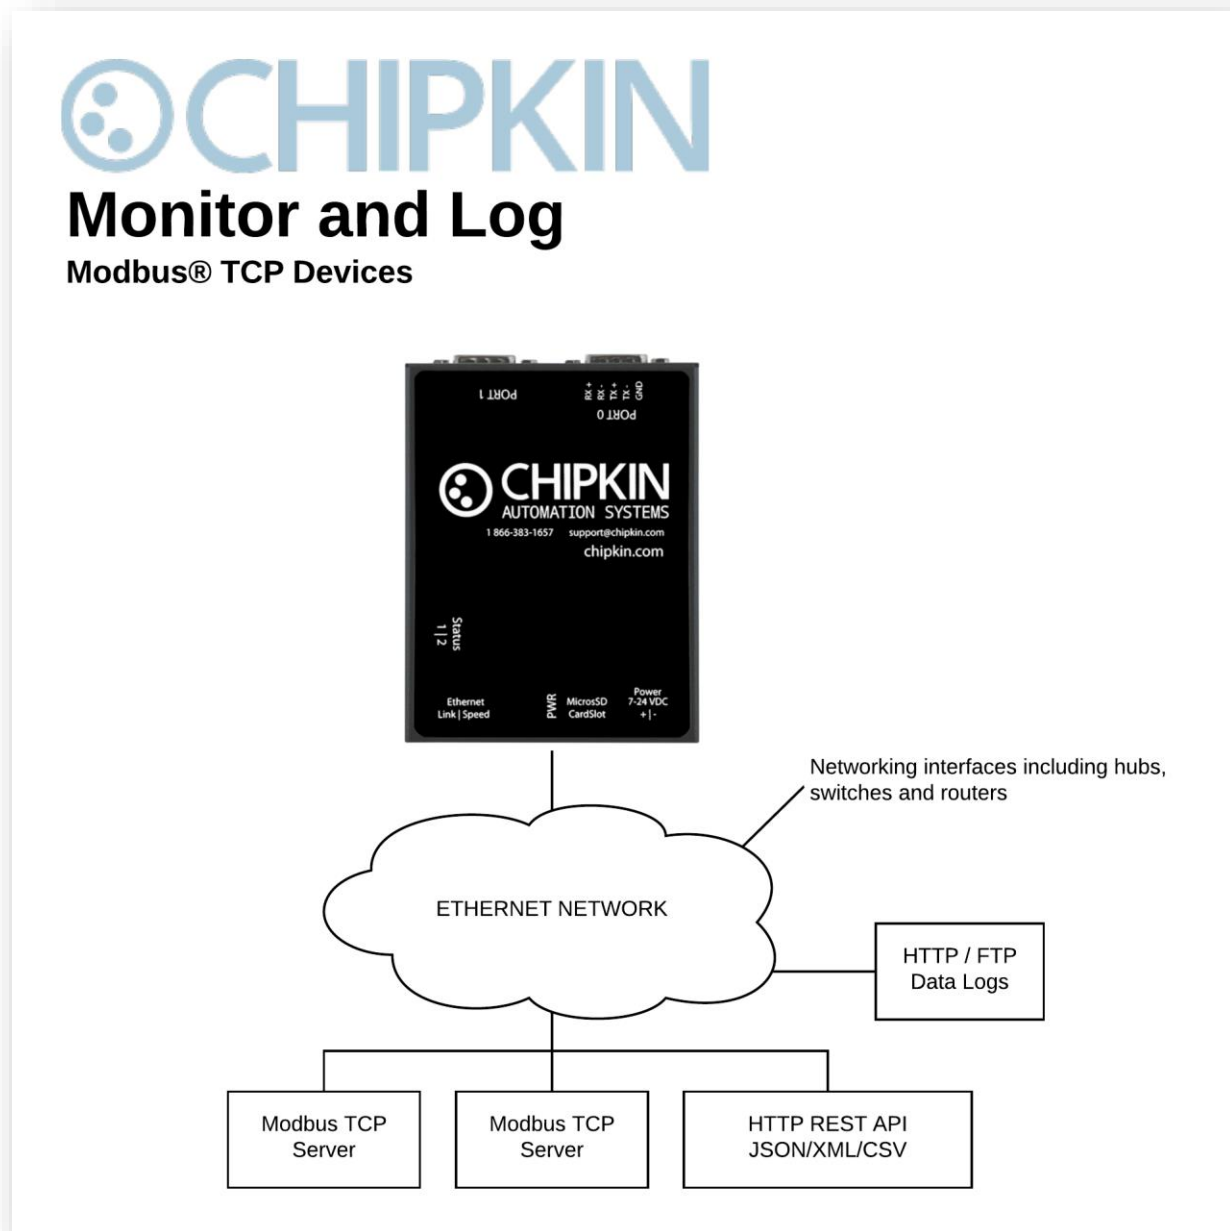 CHIPKIN
Monitor and Log
Modbus® TCP Devices
PORT 1
RX +
RX -
TX +
TX -
GND
PORT 0
CHIPKIN
AUTOMATION SYSTEMS
1 866-383-1657 support@chipkin.com
chipkin.com
Status
1 | 2
Ethernet
Link | Speed
PWR
MicrosSD
CardSlot
Power
7-24 VDC
+ | -
Networking interfaces including hubs,
switches and routers
ETHERNET NETWORK
HTTP / FTP
Data Logs
Modbus TCP
Server
Modbus TCP
Server
HTTP REST API
JSON/XML/CSV